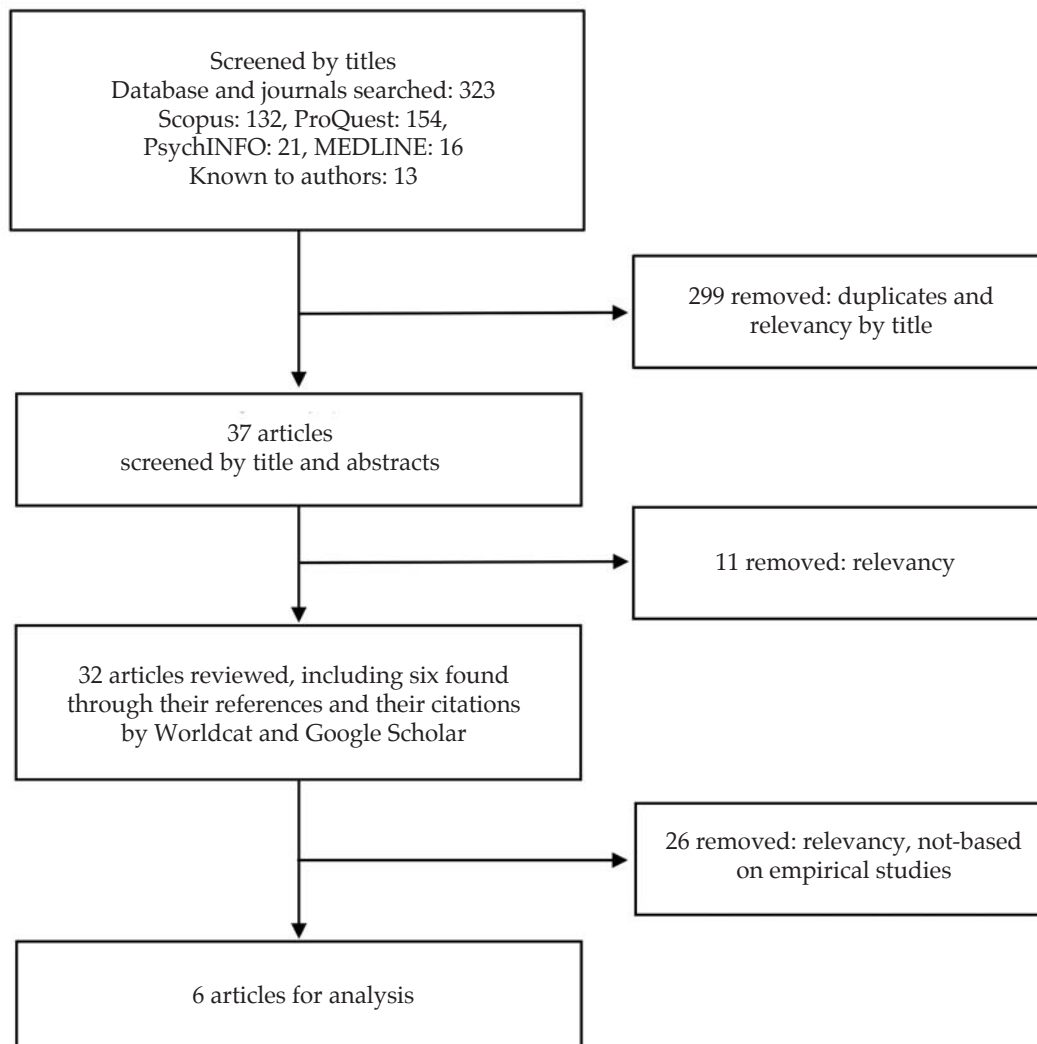 Screened by titles
Database and journals searched: 323
Scopus: 132, ProQuest: 154,
PsychINFO: 21, MEDLINE: 16
Known to authors: 13
299 removed: duplicates and
relevancy by title
37 articles
screened by title and abstracts
11 removed: relevancy
32 articles reviewed, including six found
through their references and their citations
by Worldcat and Google Scholar
26 removed: relevancy, not-based
on empirical studies
6 articles for analysis